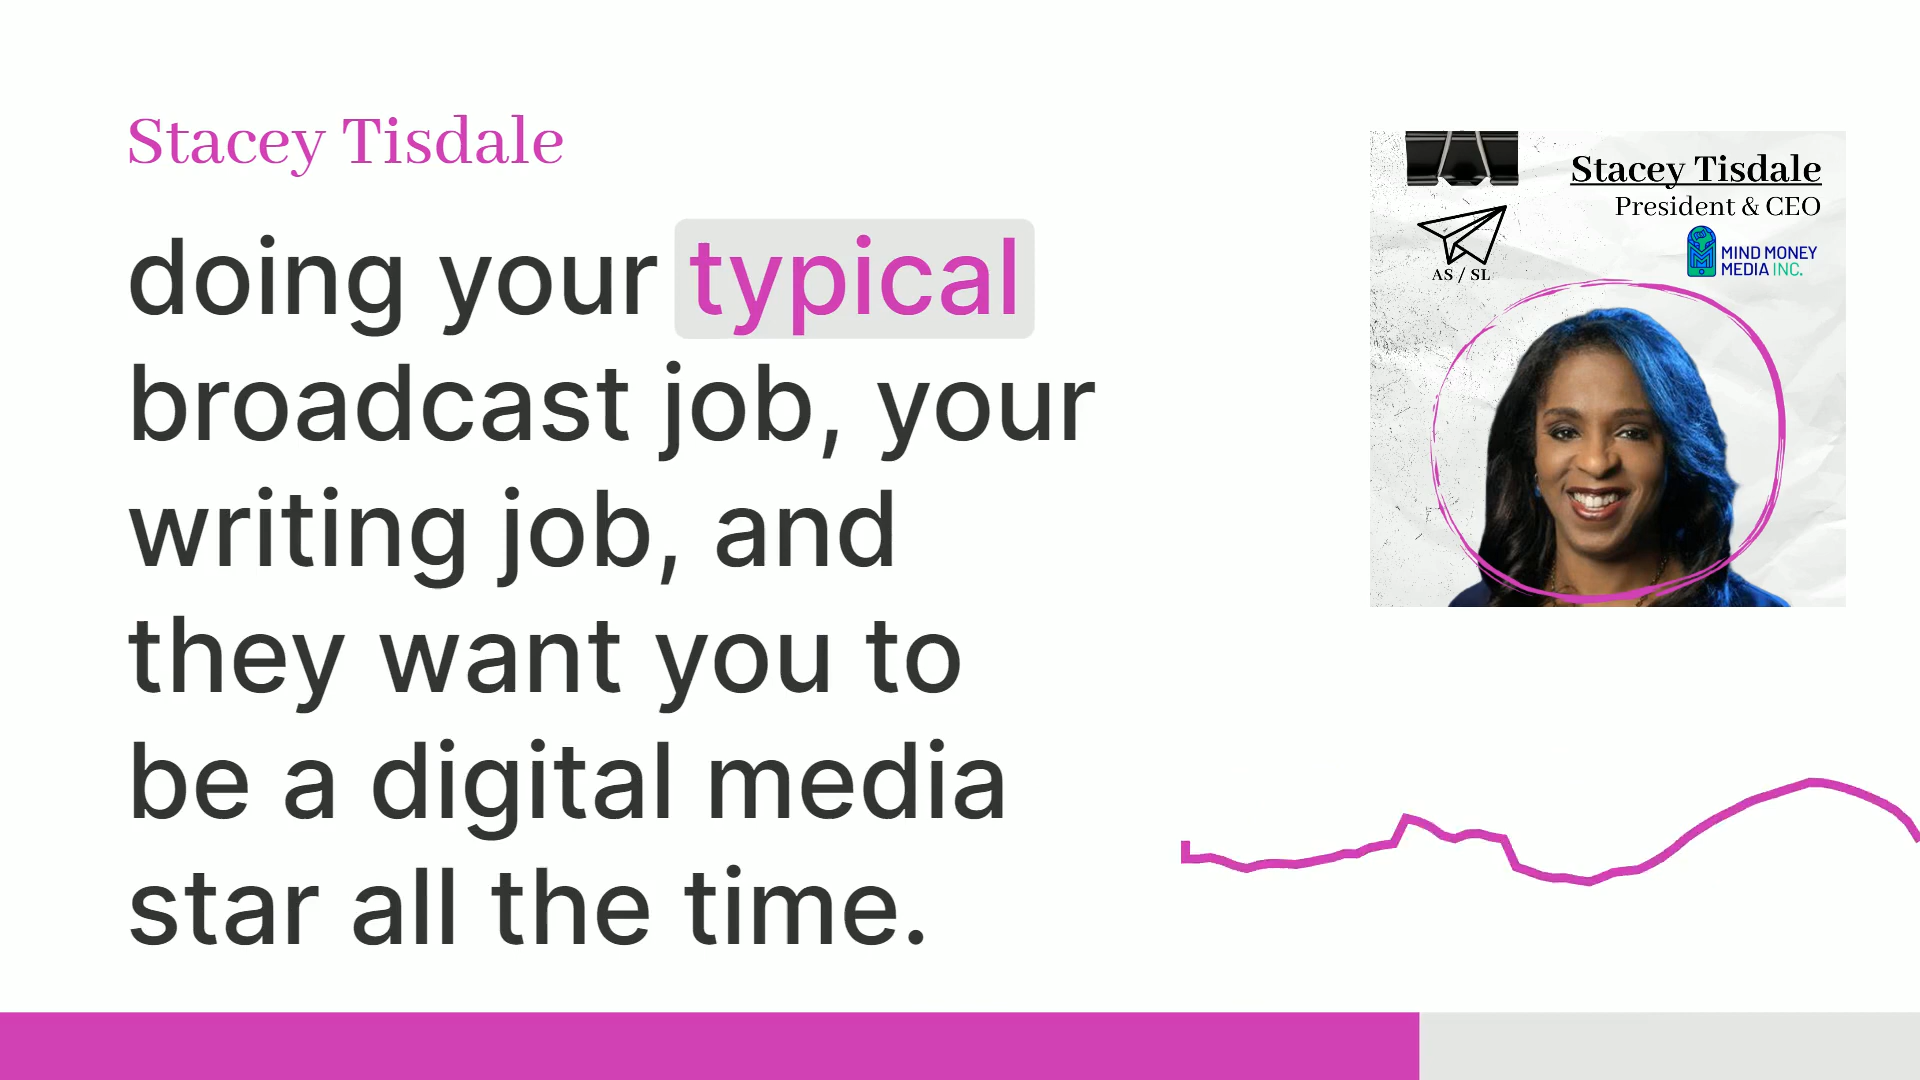 Stacey Tisdale
doing your typical
broadcast job, your
writing job, and
they want you to
be a digital media
star all the time.
Stacey Tisdale
President & CEO
MIND MONEY
MEDIA INC.
AS / SL